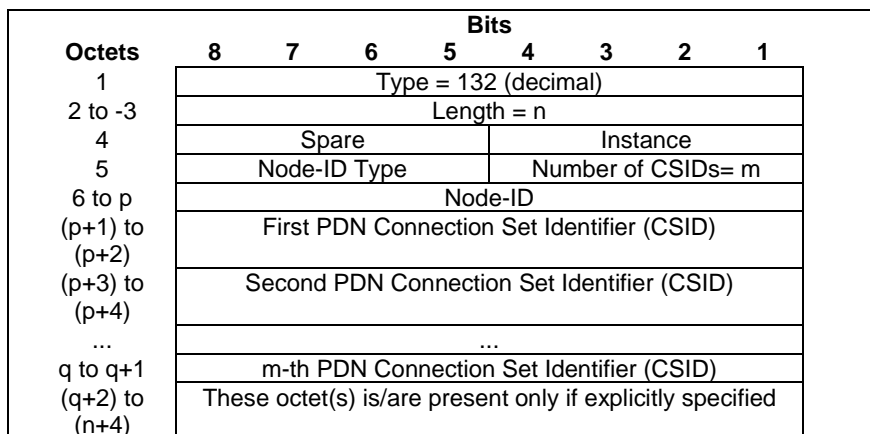 Bits
Octets 8 7 6 5 4 3 2 1
1 Type = 132 (decimal)
2 to -3 Length = n
4 Spare Instance
5 Node-ID Type Number of CSIDs= m
6 to p Node-ID
(p+1) to First PDN Connection Set Identifier (CSID)
(p+2)
(p+3) to Second PDN Connection Set Identifier (CSID)
(p+4)
... ...
q to q+1 m-th PDN Connection Set Identifier (CSID)
(q+2) to These octet(s) is/are present only if explicitly specified
(n+4)